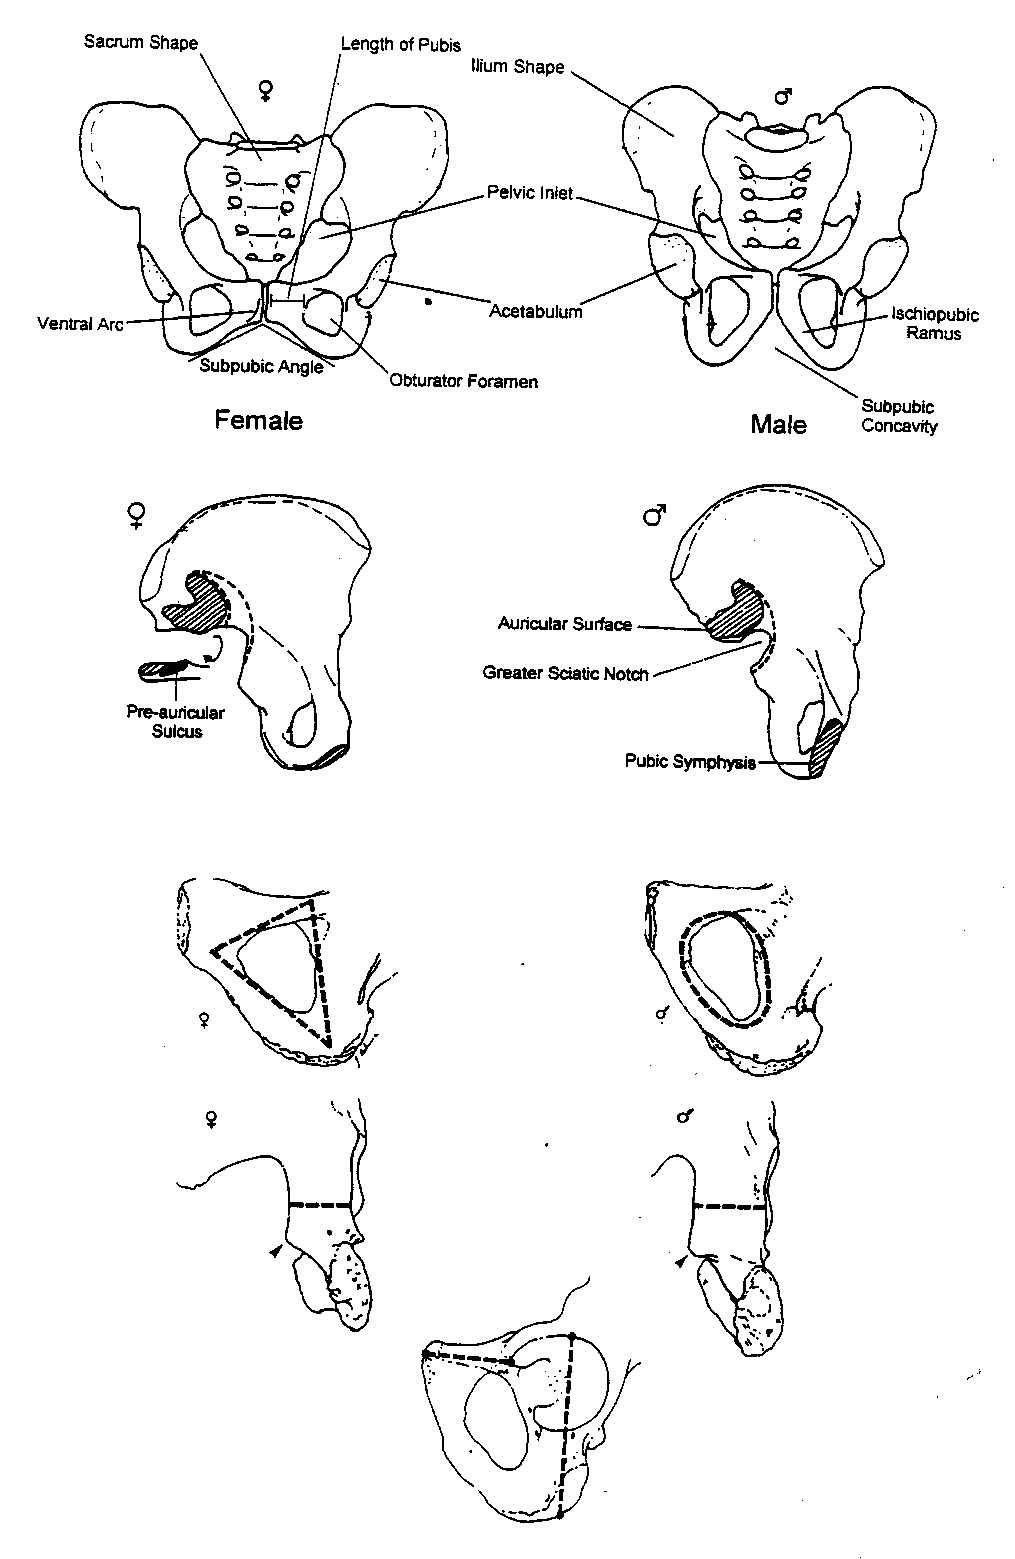 Sacrum Shape
Length of Pubis
Ilium Shape
♀
♂
Pelvic Inlet
Acetabulum
Ventral Arc
Ischiopubic
Ramus
Subpubic Angle
Obturator Foramen
Subpubic
Concavity
Female
Male
♀
♂
Auricular Surface
Greater Sciatic Notch
Pre-auricular
Sulcus
Pubic Symphysis
♀
♂
♀
♂